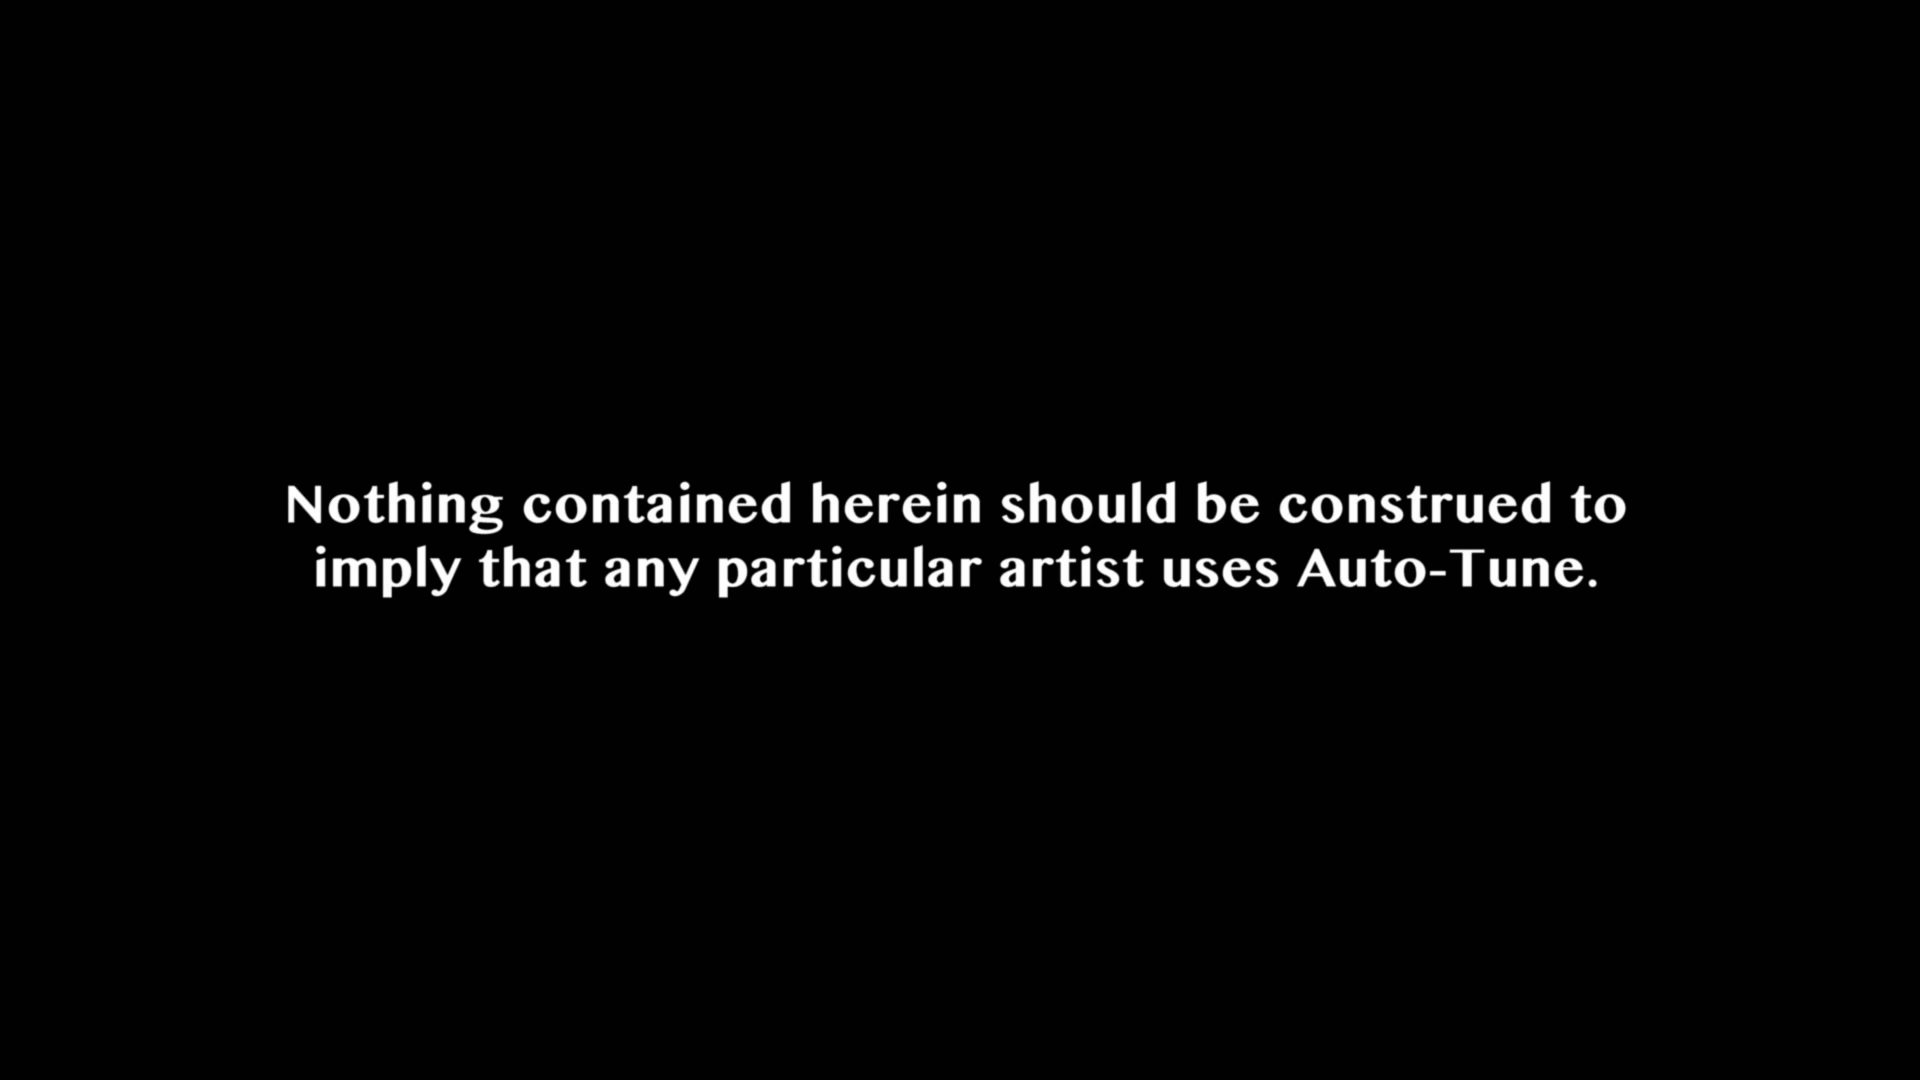 Nothing contained herein should be construed to
imply that any particular artist uses Auto-Tune.